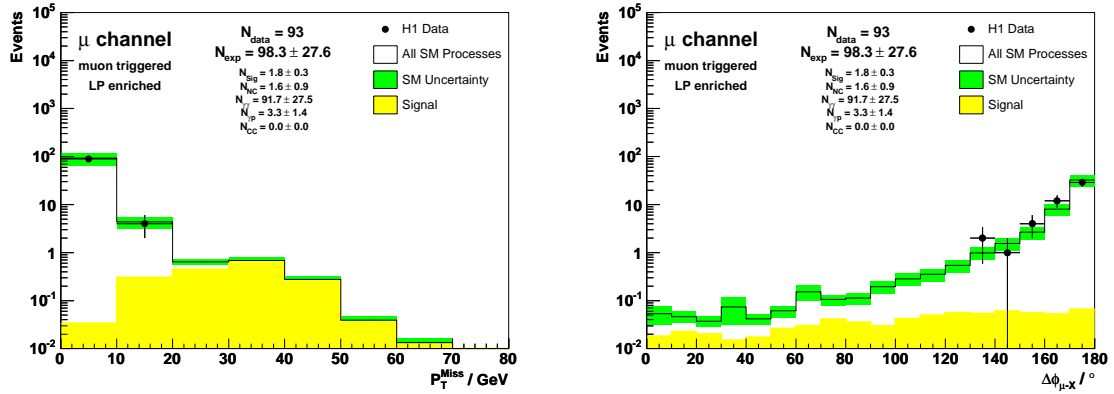 Events
10⁵
10⁴
10³
10²
10
1
10⁻¹
10⁻²
μ channel
muon triggered
LP enriched
N_data = 93
N_exp = 98.3 ± 27.6
N_Sig = 1.8 ± 0.3
N_NC = 1.6 ± 0.9
N_γγ = 91.7 ± 27.5
N_γp = 3.3 ± 1.4
N_CC = 0.0 ± 0.0
H1 Data
All SM Processes
SM Uncertainty
Signal
0 10 20 30 40 50 60 70 80
P_T^Miss / GeV
Events
10⁵
10⁴
10³
10²
10
1
10⁻¹
10⁻²
μ channel
muon triggered
LP enriched
N_data = 93
N_exp = 98.3 ± 27.6
N_Sig = 1.8 ± 0.3
N_NC = 1.6 ± 0.9
N_γγ = 91.7 ± 27.5
N_γp = 3.3 ± 1.4
N_CC = 0.0 ± 0.0
H1 Data
All SM Processes
SM Uncertainty
Signal
0 20 40 60 80 100 120 140 160 180
Δϕ_μ-X / °